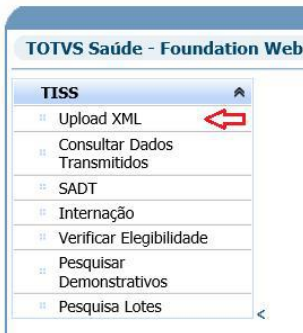 TOTVS Saúde - Foundation Web
TISS
Upload XML
Consultar Dados
Transmitidos
SADT
Internação
Verificar Elegibilidade
Pesquisar
Demonstrativos
Pesquisa Lotes
<